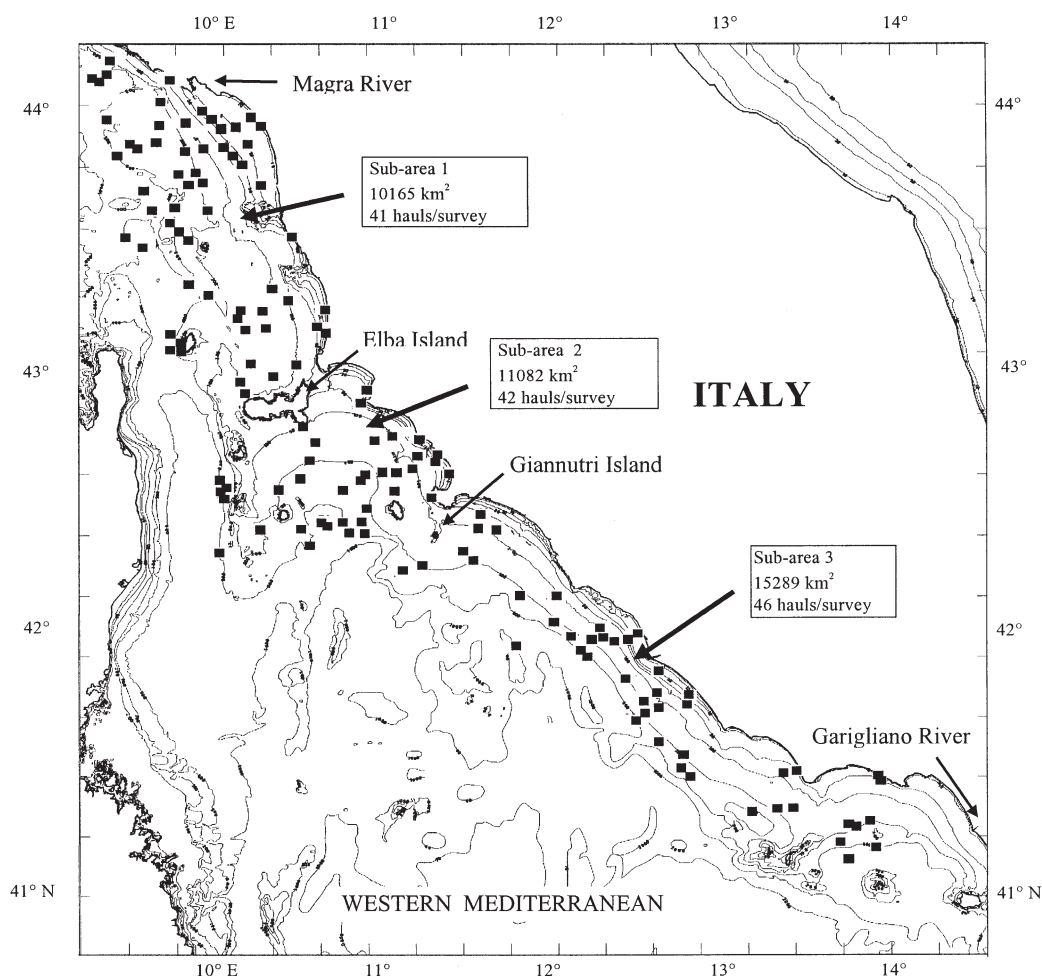 10° E 11° 12° 13° 14°
44° 44°
Magra River
Sub-area 1
10165 km²
41 hauls/survey
Elba Island
43° 43°
Sub-area 2
11082 km²
42 hauls/survey
ITALY
Giannutri Island
Sub-area 3
15289 km²
46 hauls/survey
42° 42°
Garigliano River
41° N 41° N
WESTERN MEDITERRANEAN
10° E 11° 12° 13° 14°